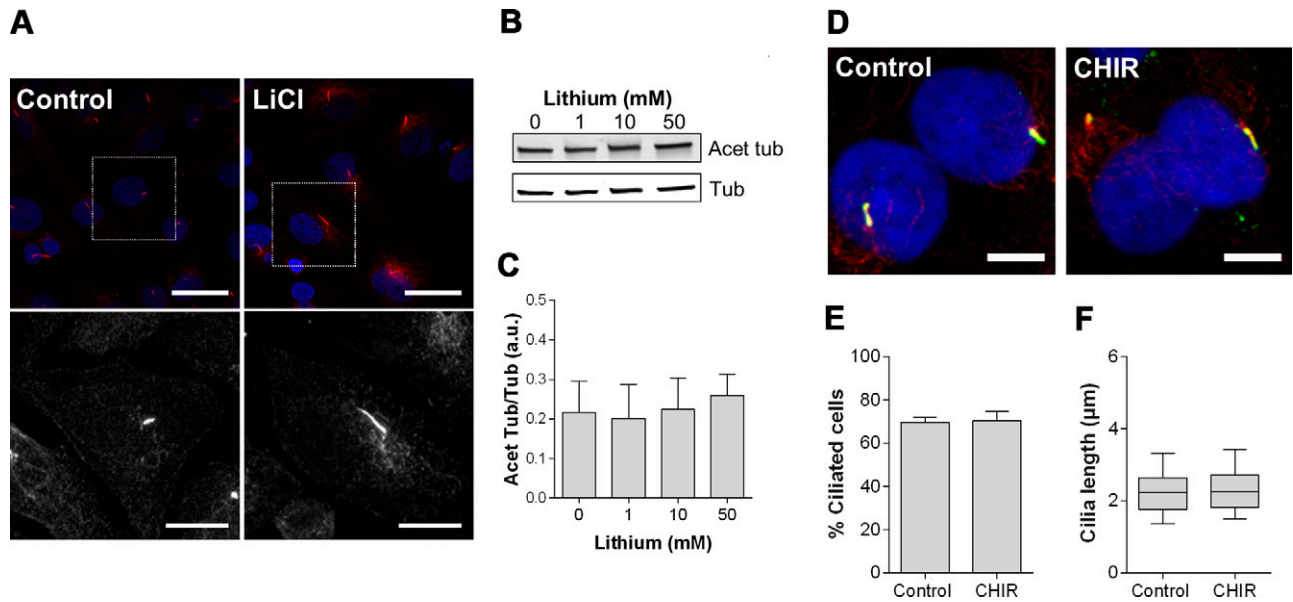 A
Control
LiCl
B
Lithium (mM)
0 1 10 50
Acet tub
Tub
C
Acet Tub/Tub (a.u.)
0.5
0.4
0.3
0.2
0.1
0.0
0 1 10 50
Lithium (mM)
D
Control
CHIR
E
% Ciliated cells
100
80
60
40
20
0
Control CHIR
F
Cilia length (µm)
6
4
2
0
Control CHIR